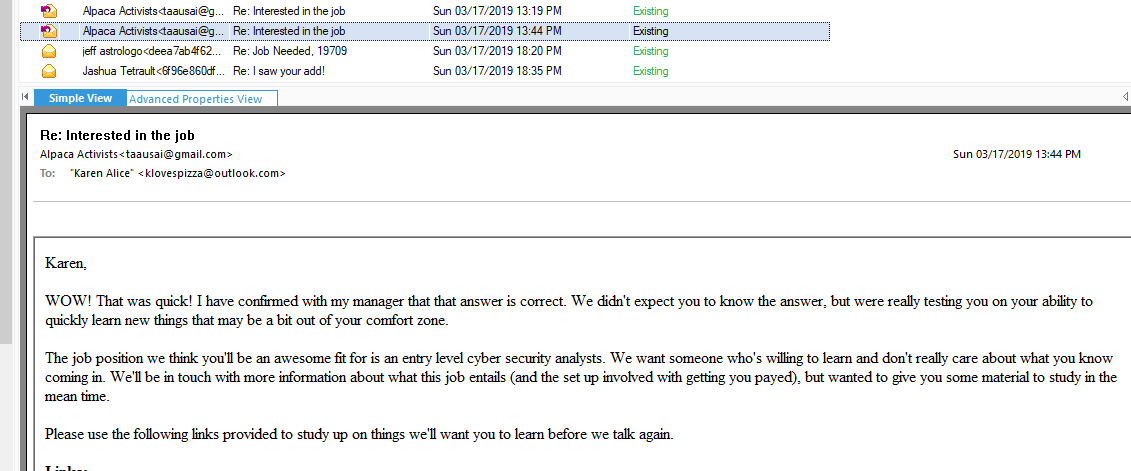 Alpaca Activists<taausai@g... Re: Interested in the job Sun 03/17/2019 13:19 PM Existing
Alpaca Activists<taausai@g... Re: Interested in the job Sun 03/17/2019 13:44 PM Existing
jeff astrologo<deea7ab4f62... Re: Job Needed, 19709 Sun 03/17/2019 18:20 PM Existing
Jashua Tetrault<6f96e860df... Re: I saw your add! Sun 03/17/2019 18:35 PM Existing
Simple View Advanced Properties View
Re: Interested in the job
Alpaca Activists<taausai@gmail.com> Sun 03/17/2019 13:44 PM
To: "Karen Alice" <klovespizza@outlook.com>
Karen,
WOW! That was quick! I have confirmed with my manager that that answer is correct. We didn't expect you to know the answer, but were really testing you on your ability to
quickly learn new things that may be a bit out of your comfort zone.
The job position we think you'll be an awesome fit for is an entry level cyber security analysts. We want someone who's willing to learn and don't really care about what you know
coming in. We'll be in touch with more information about what this job entails (and the set up involved with getting you payed), but wanted to give you some material to study in the
mean time.
Please use the following links provided to study up on things we'll want you to learn before we talk again.
Links: